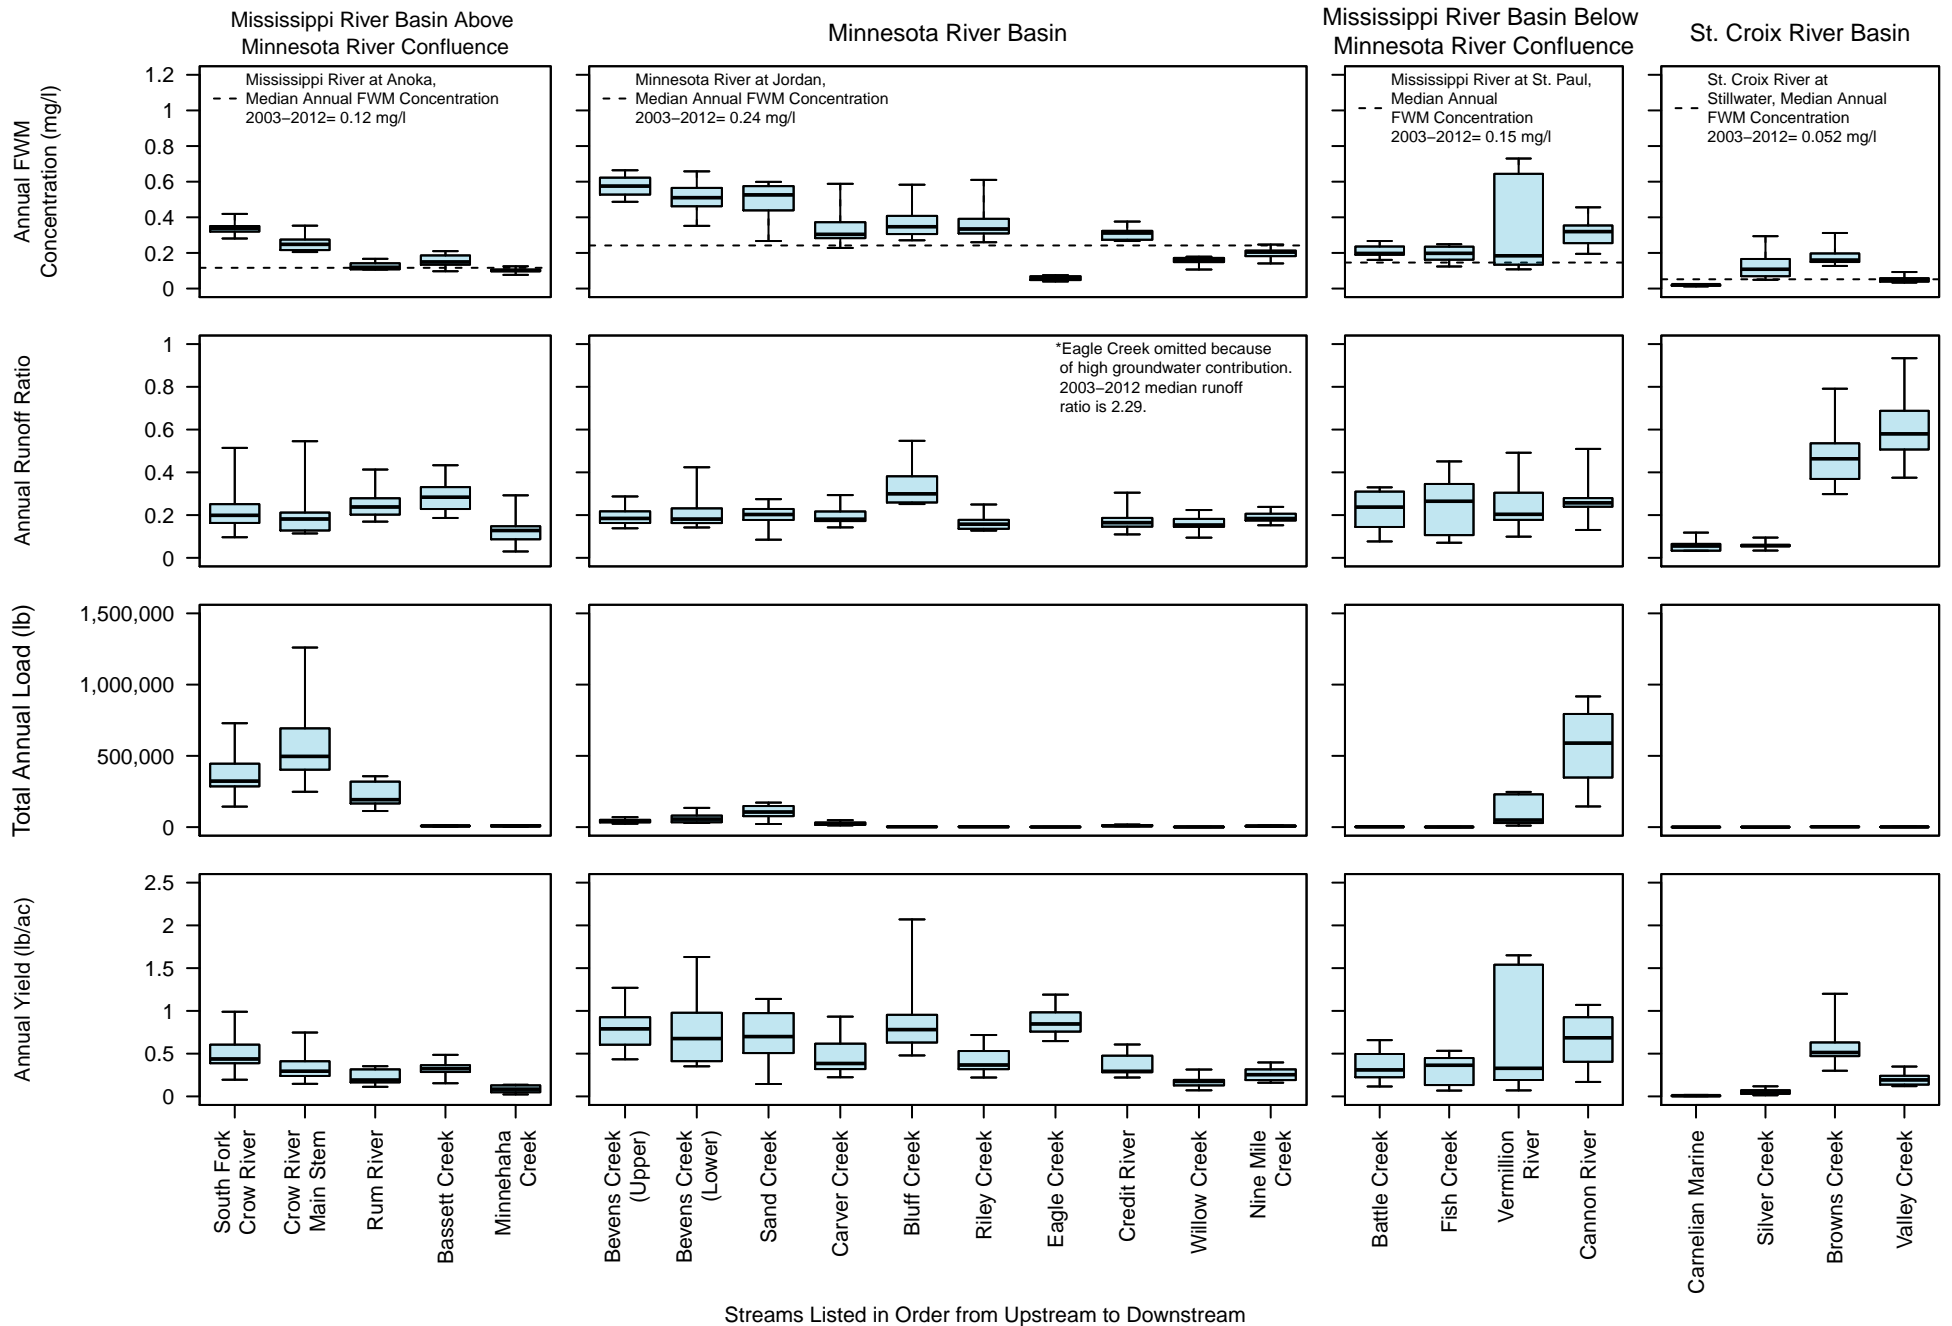 Mississippi River Basin Above
Minnesota River Confluence
Minnesota River Basin
Mississippi River Basin Below
Minnesota River Confluence
St. Croix River Basin
Annual FWM
Concentration (mg/l)
1.2
1
0.8
0.6
0.4
0.2
0
Mississippi River at Anoka,
Median Annual FWM Concentration
2003–2012= 0.12 mg/l
Minnesota River at Jordan,
Median Annual FWM Concentration
2003–2012= 0.24 mg/l
Mississippi River at St. Paul,
Median Annual
FWM Concentration
2003–2012= 0.15 mg/l
St. Croix River at
Stillwater, Median Annual
FWM Concentration
2003–2012= 0.052 mg/l
Annual Runoff Ratio
1
0.8
0.6
0.4
0.2
0
*Eagle Creek omitted because
of high groundwater contribution.
2003–2012 median runoff
ratio is 2.29.
Total Annual Load (lb)
1,500,000
1,000,000
500,000
0
Annual Yield (lb/ac)
2.5
2
1.5
1
0.5
0
South Fork
Crow River
Crow River
Main Stem
Rum River
Bassett Creek
Minnehaha
Creek
Bevens Creek
(Upper)
Bevens Creek
(Lower)
Sand Creek
Carver Creek
Bluff Creek
Riley Creek
Eagle Creek
Credit River
Willow Creek
Nine Mile
Creek
Battle Creek
Fish Creek
Vermillion
River
Cannon River
Carnelian Marine
Silver Creek
Browns Creek
Valley Creek
Streams Listed in Order from Upstream to Downstream